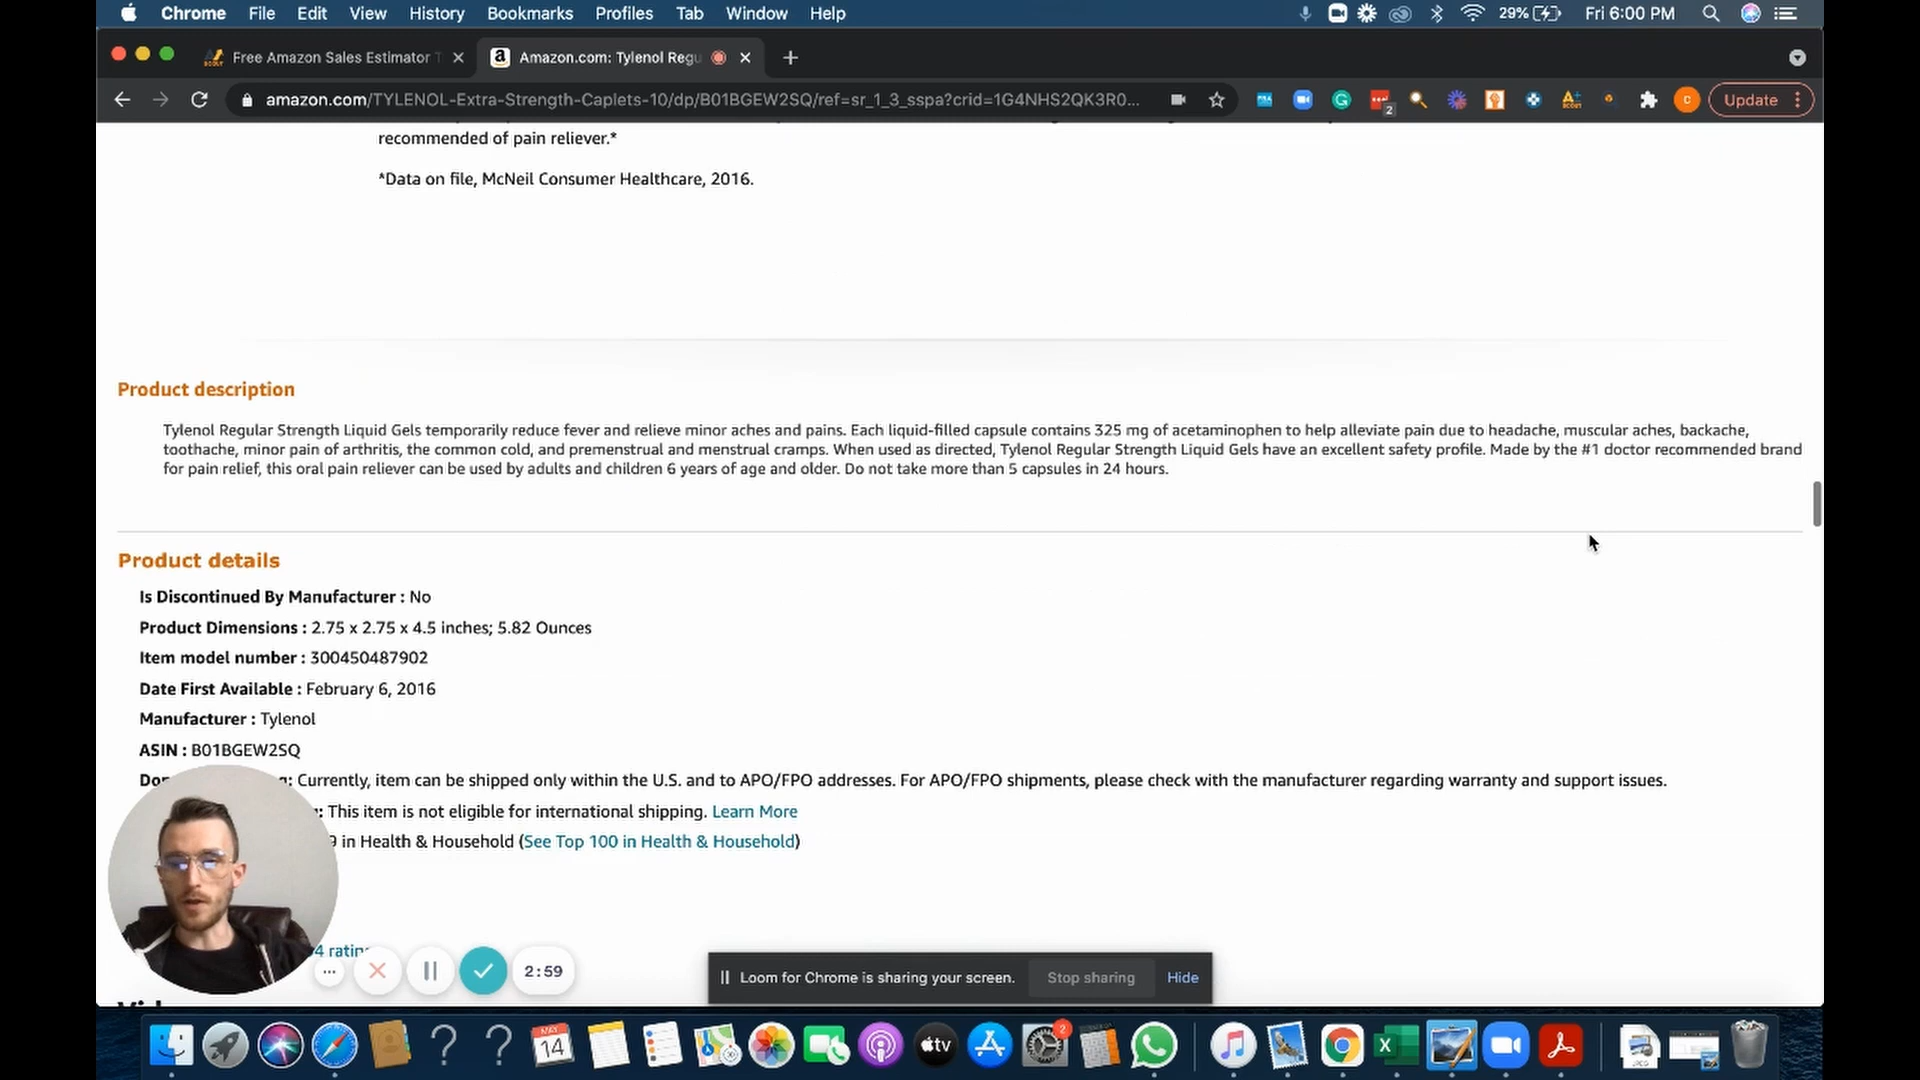 Chrome File Edit View History Bookmarks Profiles Tab Window Help 29% Fri 6:00 PM
Free Amazon Sales Estimator Amazon.com: Tylenol Regu
amazon.com/TYLENOL-Extra-Strength-Caplets-10/dp/B01BGEW2SQ/ref=sr_1_3_sspa?crid=1G4NHS2QK3R0... 2 C Update
recommended of pain reliever.*
*Data on file, McNeil Consumer Healthcare, 2016.
Product description
Tylenol Regular Strength Liquid Gels temporarily reduce fever and relieve minor aches and pains. Each liquid-filled capsule contains 325 mg of acetaminophen to help alleviate pain due to headache, muscular aches, backache,
toothache, minor pain of arthritis, the common cold, and premenstrual and menstrual cramps. When used as directed, Tylenol Regular Strength Liquid Gels have an excellent safety profile. Made by the #1 doctor recommended brand
for pain relief, this oral pain reliever can be used by adults and children 6 years of age and older. Do not take more than 5 capsules in 24 hours.
Product details
Is Discontinued By Manufacturer : No
Product Dimensions : 2.75 x 2.75 x 4.5 inches; 5.82 Ounces
Item model number : 300450487902
Date First Available : February 6, 2016
Manufacturer : Tylenol
ASIN : B01BGEW2SQ
Currently, item can be shipped only within the U.S. and to APO/FPO addresses. For APO/FPO shipments, please check with the manufacturer regarding warranty and support issues.
This item is not eligible for international shipping. Learn More
in Health & Household (See Top 100 in Health & Household)
2:59
Loom for Chrome is sharing your screen. Stop sharing Hide
MAY
14
tv
2
X